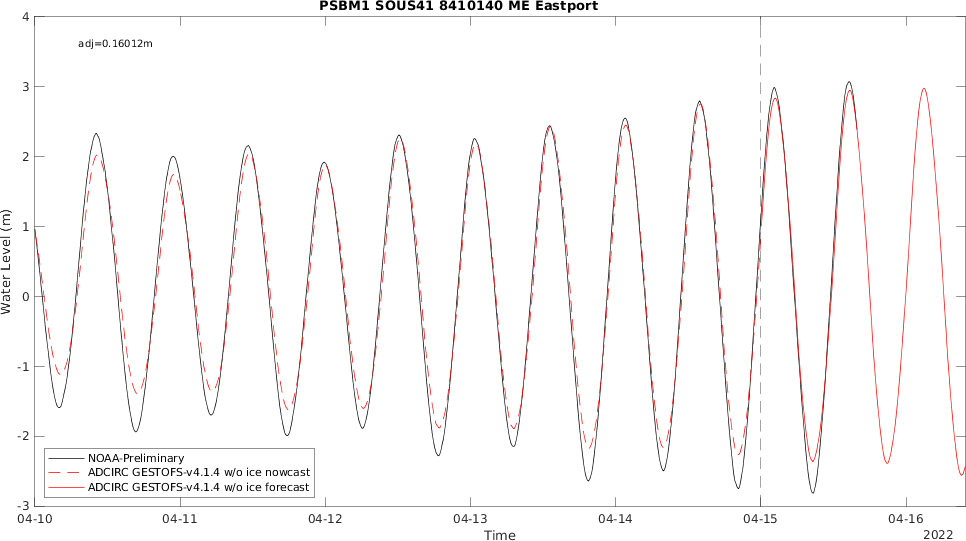 PSBM1 SOUS41 8410140 ME Eastport
adj=0.16012m
4
3
2
1
0
-1
-2
-3
Water Level (m)
NOAA-Preliminary
ADCIRC GESTOFS-v4.1.4 w/o ice nowcast
ADCIRC GESTOFS-v4.1.4 w/o ice forecast
04-10 04-11 04-12 04-13 04-14 04-15 04-16
Time
2022